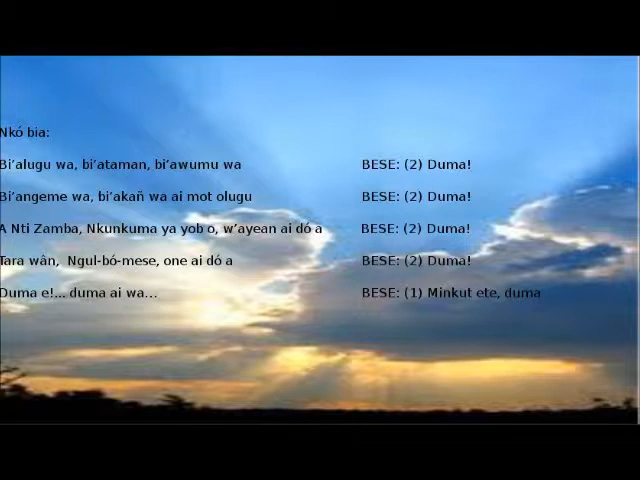 Nkó bia:
Bi’alugu wa, bi’ataman, bi’awumu wa BESE: (2) Duma!
Bi’angeme wa, bi’akañ wa ai mot olugu BESE: (2) Duma!
A Nti Zamba, Nkunkuma ya yob o, w’ayean ai dó a BESE: (2) Duma!
Tara wân, Ngul-bó-mese, one ai dó a BESE: (2) Duma!
Duma e!... duma ai wa... BESE: (1) Minkut ete, duma